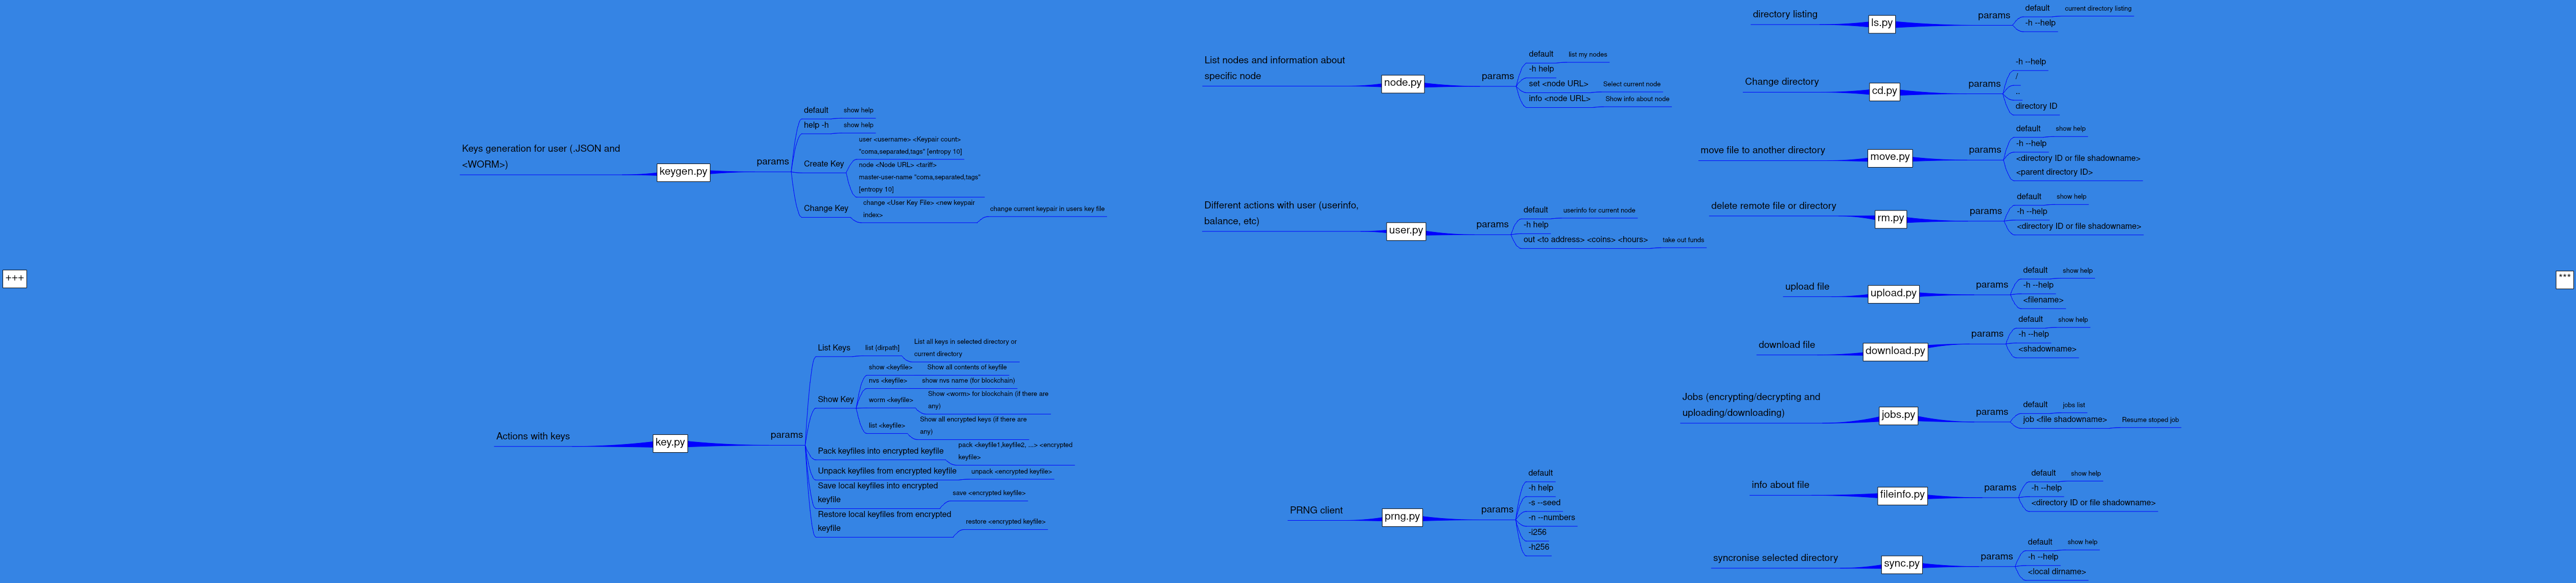 +++
Keys generation for user (.JSON and
<WORM>)
keygen.py
params
default
show help
help -h
show help
Create Key
user <username> <Keypair count>
"coma,separated,tags" [entropy 10]
node <Node URL> <tariff>
master-user-name "coma,separated,tags"
[entropy 10]
Change Key
change <User Key File> <new keypair
index>
change current keypair in users key file
Actions with keys
key.py
params
List Keys
list [dirpath]
List all keys in selected directory or
current directory
Show Key
show <keyfile>
Show all contents of keyfile
nvs <keyfile>
show nvs name (for blockchain)
worm <keyfile>
Show <worm> for blockchain (if there are
any)
list <keyfile>
Show all encrypted keys (if there are
any)
Pack keyfiles into encrypted keyfile
pack <keyfile1,keyfile2, ...> <encrypted
keyfile>
Unpack keyfiles from encrypted keyfile
unpack <encrypted keyfile>
Save local keyfiles into encrypted
keyfile
save <encrypted keyfile>
Restore local keyfiles from encrypted
keyfile
restore <encrypted keyfile>
List nodes and information about
specific node
node.py
params
default
list my nodes
-h help
set <node URL>
Select current node
info <node URL>
Show info about node
Different actions with user (userinfo,
balance, etc)
user.py
params
default
userinfo for current node
-h help
out <to address> <coins> <hours>
take out funds
PRNG client
prng.py
params
default
-h help
-s --seed
-n --numbers
-i256
-h256
directory listing
ls.py
params
default
current directory listing
-h --help
Change directory
cd.py
params
-h --help
/
..
directory ID
move file to another directory
move.py
params
default
show help
-h --help
<directory ID or file shadowname>
<parent directory ID>
delete remote file or directory
rm.py
params
default
show help
-h --help
<directory ID or file shadowname>
upload file
upload.py
params
default
show help
-h --help
<filename>
download file
download.py
params
default
show help
-h --help
<shadowname>
Jobs (encrypting/decrypting and
uploading/downloading)
jobs.py
params
default
jobs list
job <file shadowname>
Resume stoped job
info about file
fileinfo.py
params
default
show help
-h --help
<directory ID or file shadowname>
syncronise selected directory
sync.py
params
default
show help
-h --help
<local dirname>
***